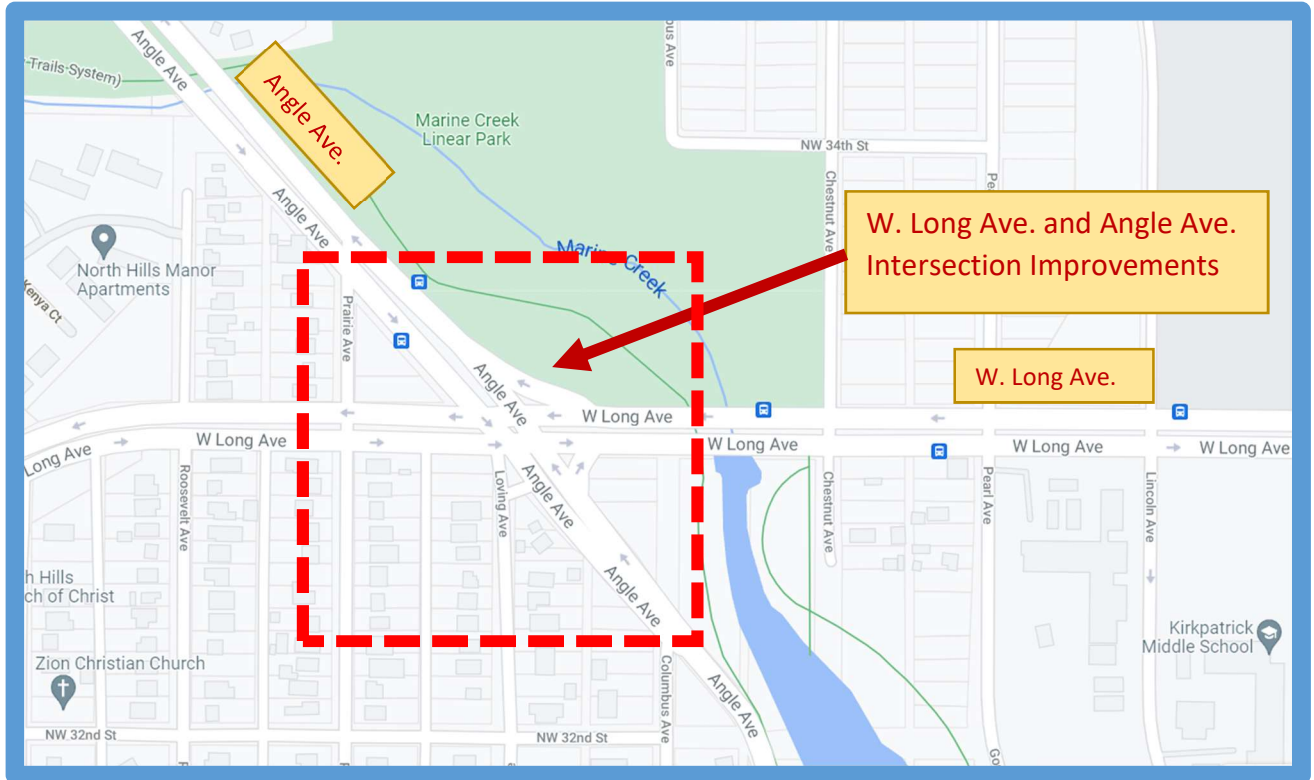 Angle Ave
Trails-System)
Angle Ave.
Marine Creek
Linear Park
bus Ave
NW 34th St
Chestnut Ave
W. Long Ave. and Angle Ave.
Intersection Improvements
Angle Ave
Marine Creek
North Hills Manor
Apartments
Kenya Ct
Prairie Ave
Angle Ave
W. Long Ave.
W Long Ave
W Long Ave
W Long Ave
W Long Ave
W Long Ave
Long Ave
Roosevelt Ave
Loving Ave
Angle Ave
Chestnut Ave
Pearl Ave
Lincoln Ave
h Hills
ch of Christ
Angle Ave
Kirkpatrick
Middle School
Zion Christian Church
Columbus Ave
Angle Ave
NW 32nd St
NW 32nd St